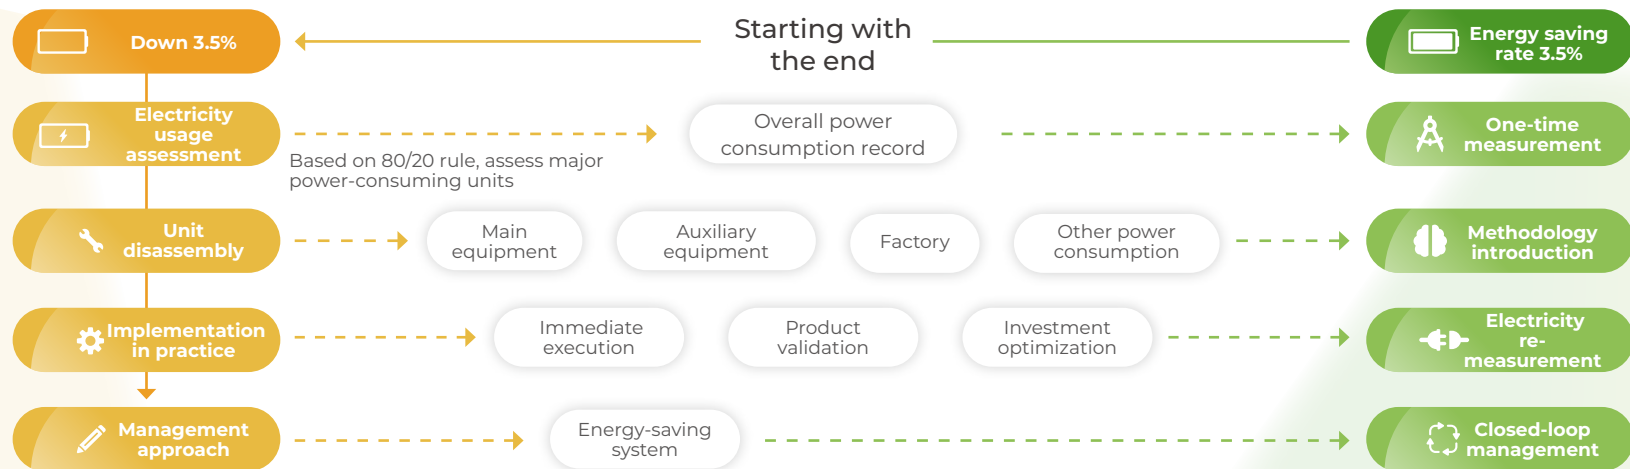 Down 3.5%
Starting with
the end
Energy saving
rate 3.5%
Electricity
usage
assessment
Based on 80/20 rule, assess major
power-consuming units
Overall power
consumption record
One-time
measurement
Unit
disassembly
Main
equipment
Auxiliary
equipment
Factory
Other power
consumption
Methodology
introduction
Implementation
in practice
Immediate
execution
Product
validation
Investment
optimization
Electricity
re-
measurement
Management
approach
Energy-saving
system
Closed-loop
management